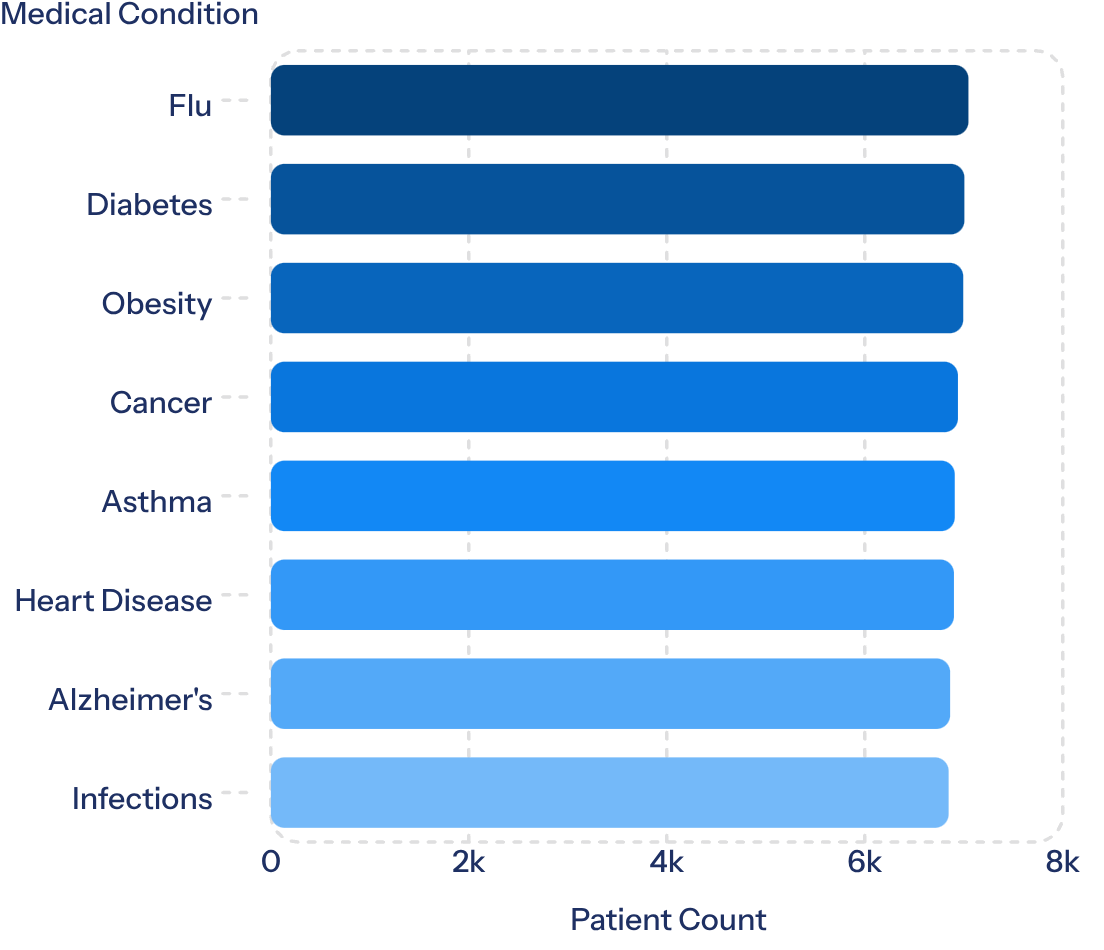 Medical Condition
Flu
Diabetes
Obesity
Cancer
Asthma
Heart Disease
Alzheimer's
Infections
0 2k 4k 6k 8k
Patient Count